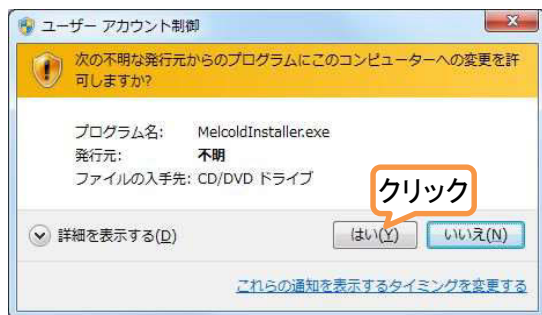 ユーザー アカウント制御
次の不明な発行元からのプログラムにこのコンピューターへの変更を許
可しますか?
プログラム名: MelcoldInstaller.exe
発行元: 不明
ファイルの入手先: CD/DVD ドライブ
クリック
詳細を表示する(D)
はい(Y) いいえ(N)
これらの通知を表示するタイミングを変更する